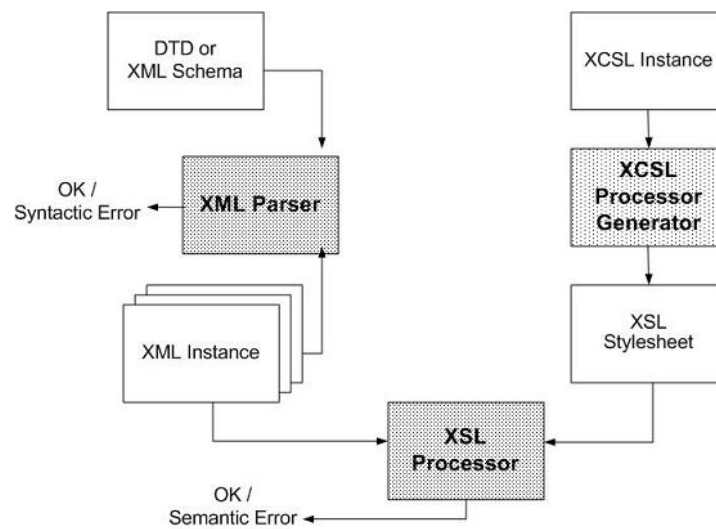 DTD or
XML Schema
XCSL Instance
XML Parser
XCSL
Processor
Generator
OK /
Syntactic Error
XML Instance
XSL
Stylesheet
XSL
Processor
OK /
Semantic Error